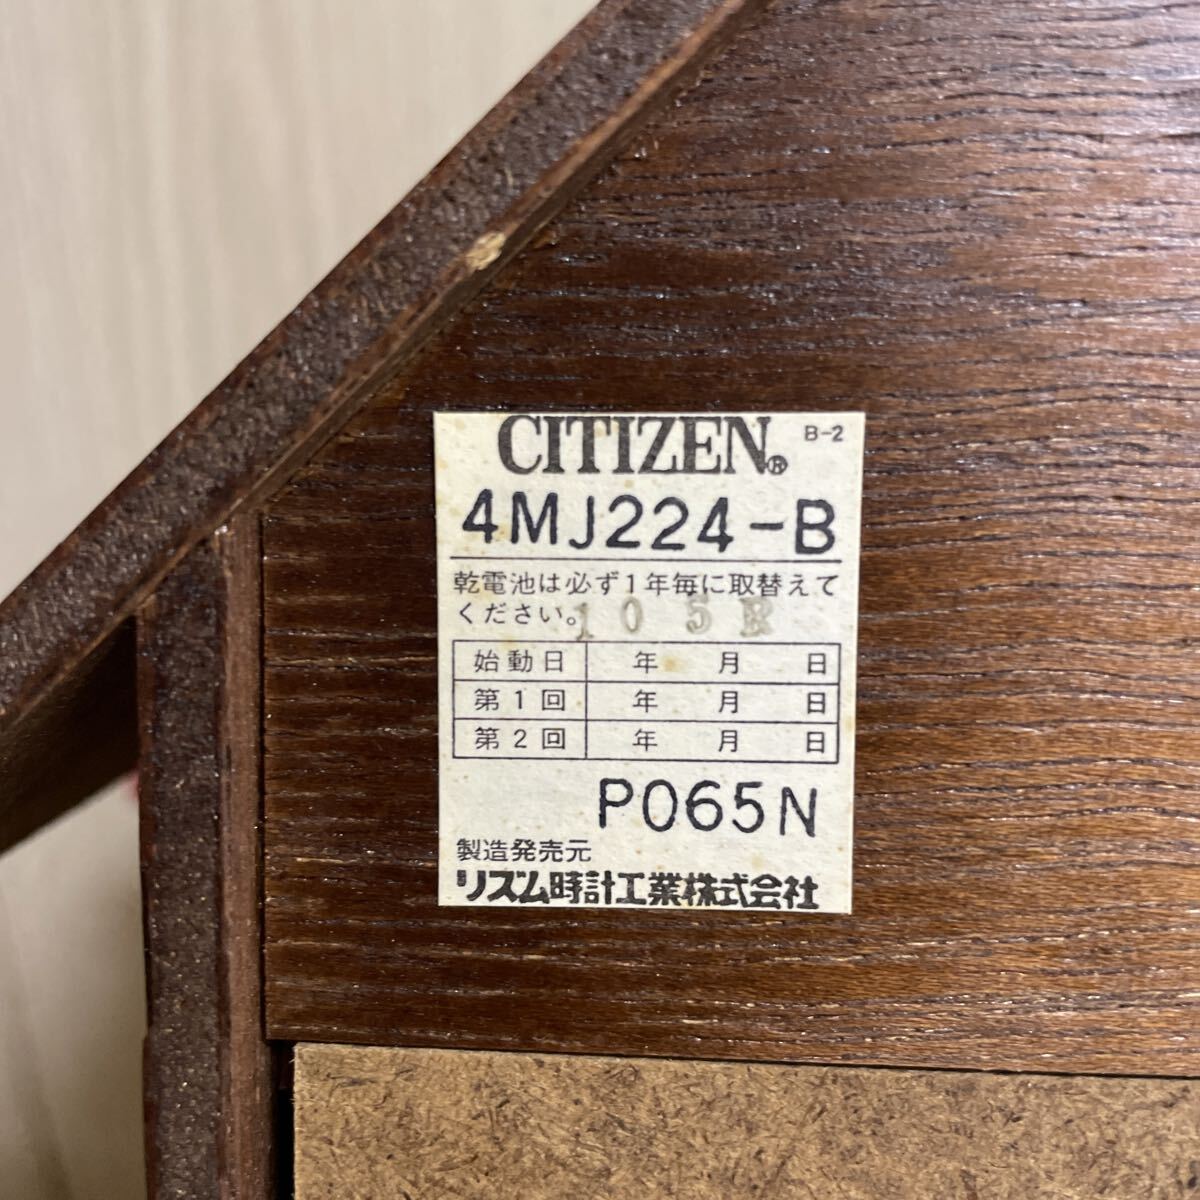 CITIZEN® B-2
4MJ224-B
乾電池は必ず1年毎に取替えて
ください。
105R
始動日 年 月 日
第1回 年 月 日
第2回 年 月 日
P065N
製造発売元
リズム時計工業株式会社